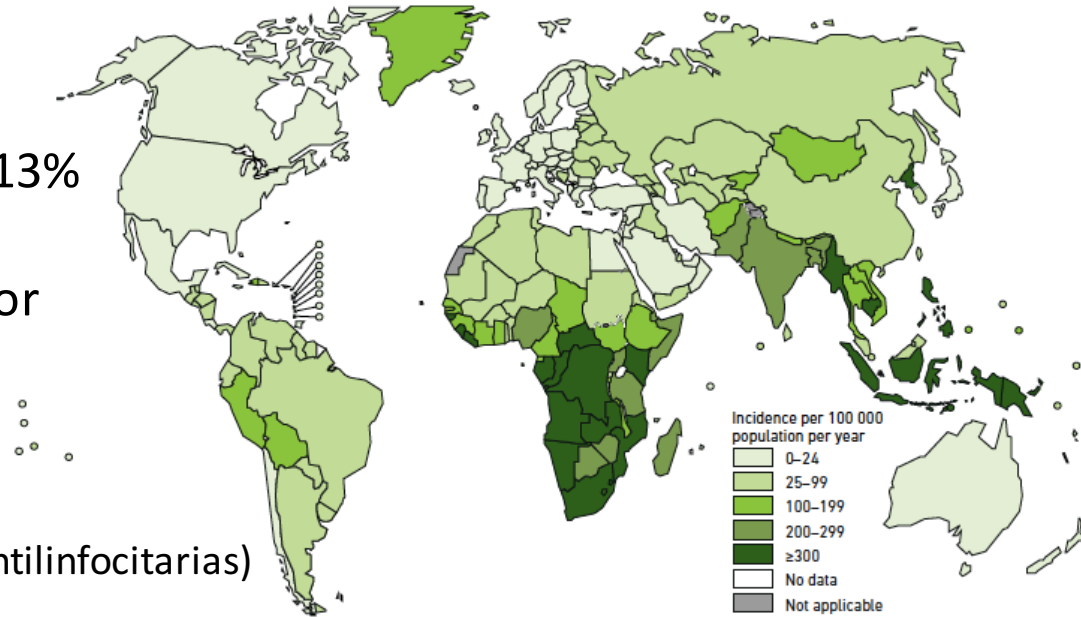 13%
or
ntilinfocitarias)
Incidence per 100 000
population per year
0–24
25–99
100–199
200–299
≥300
No data
Not applicable